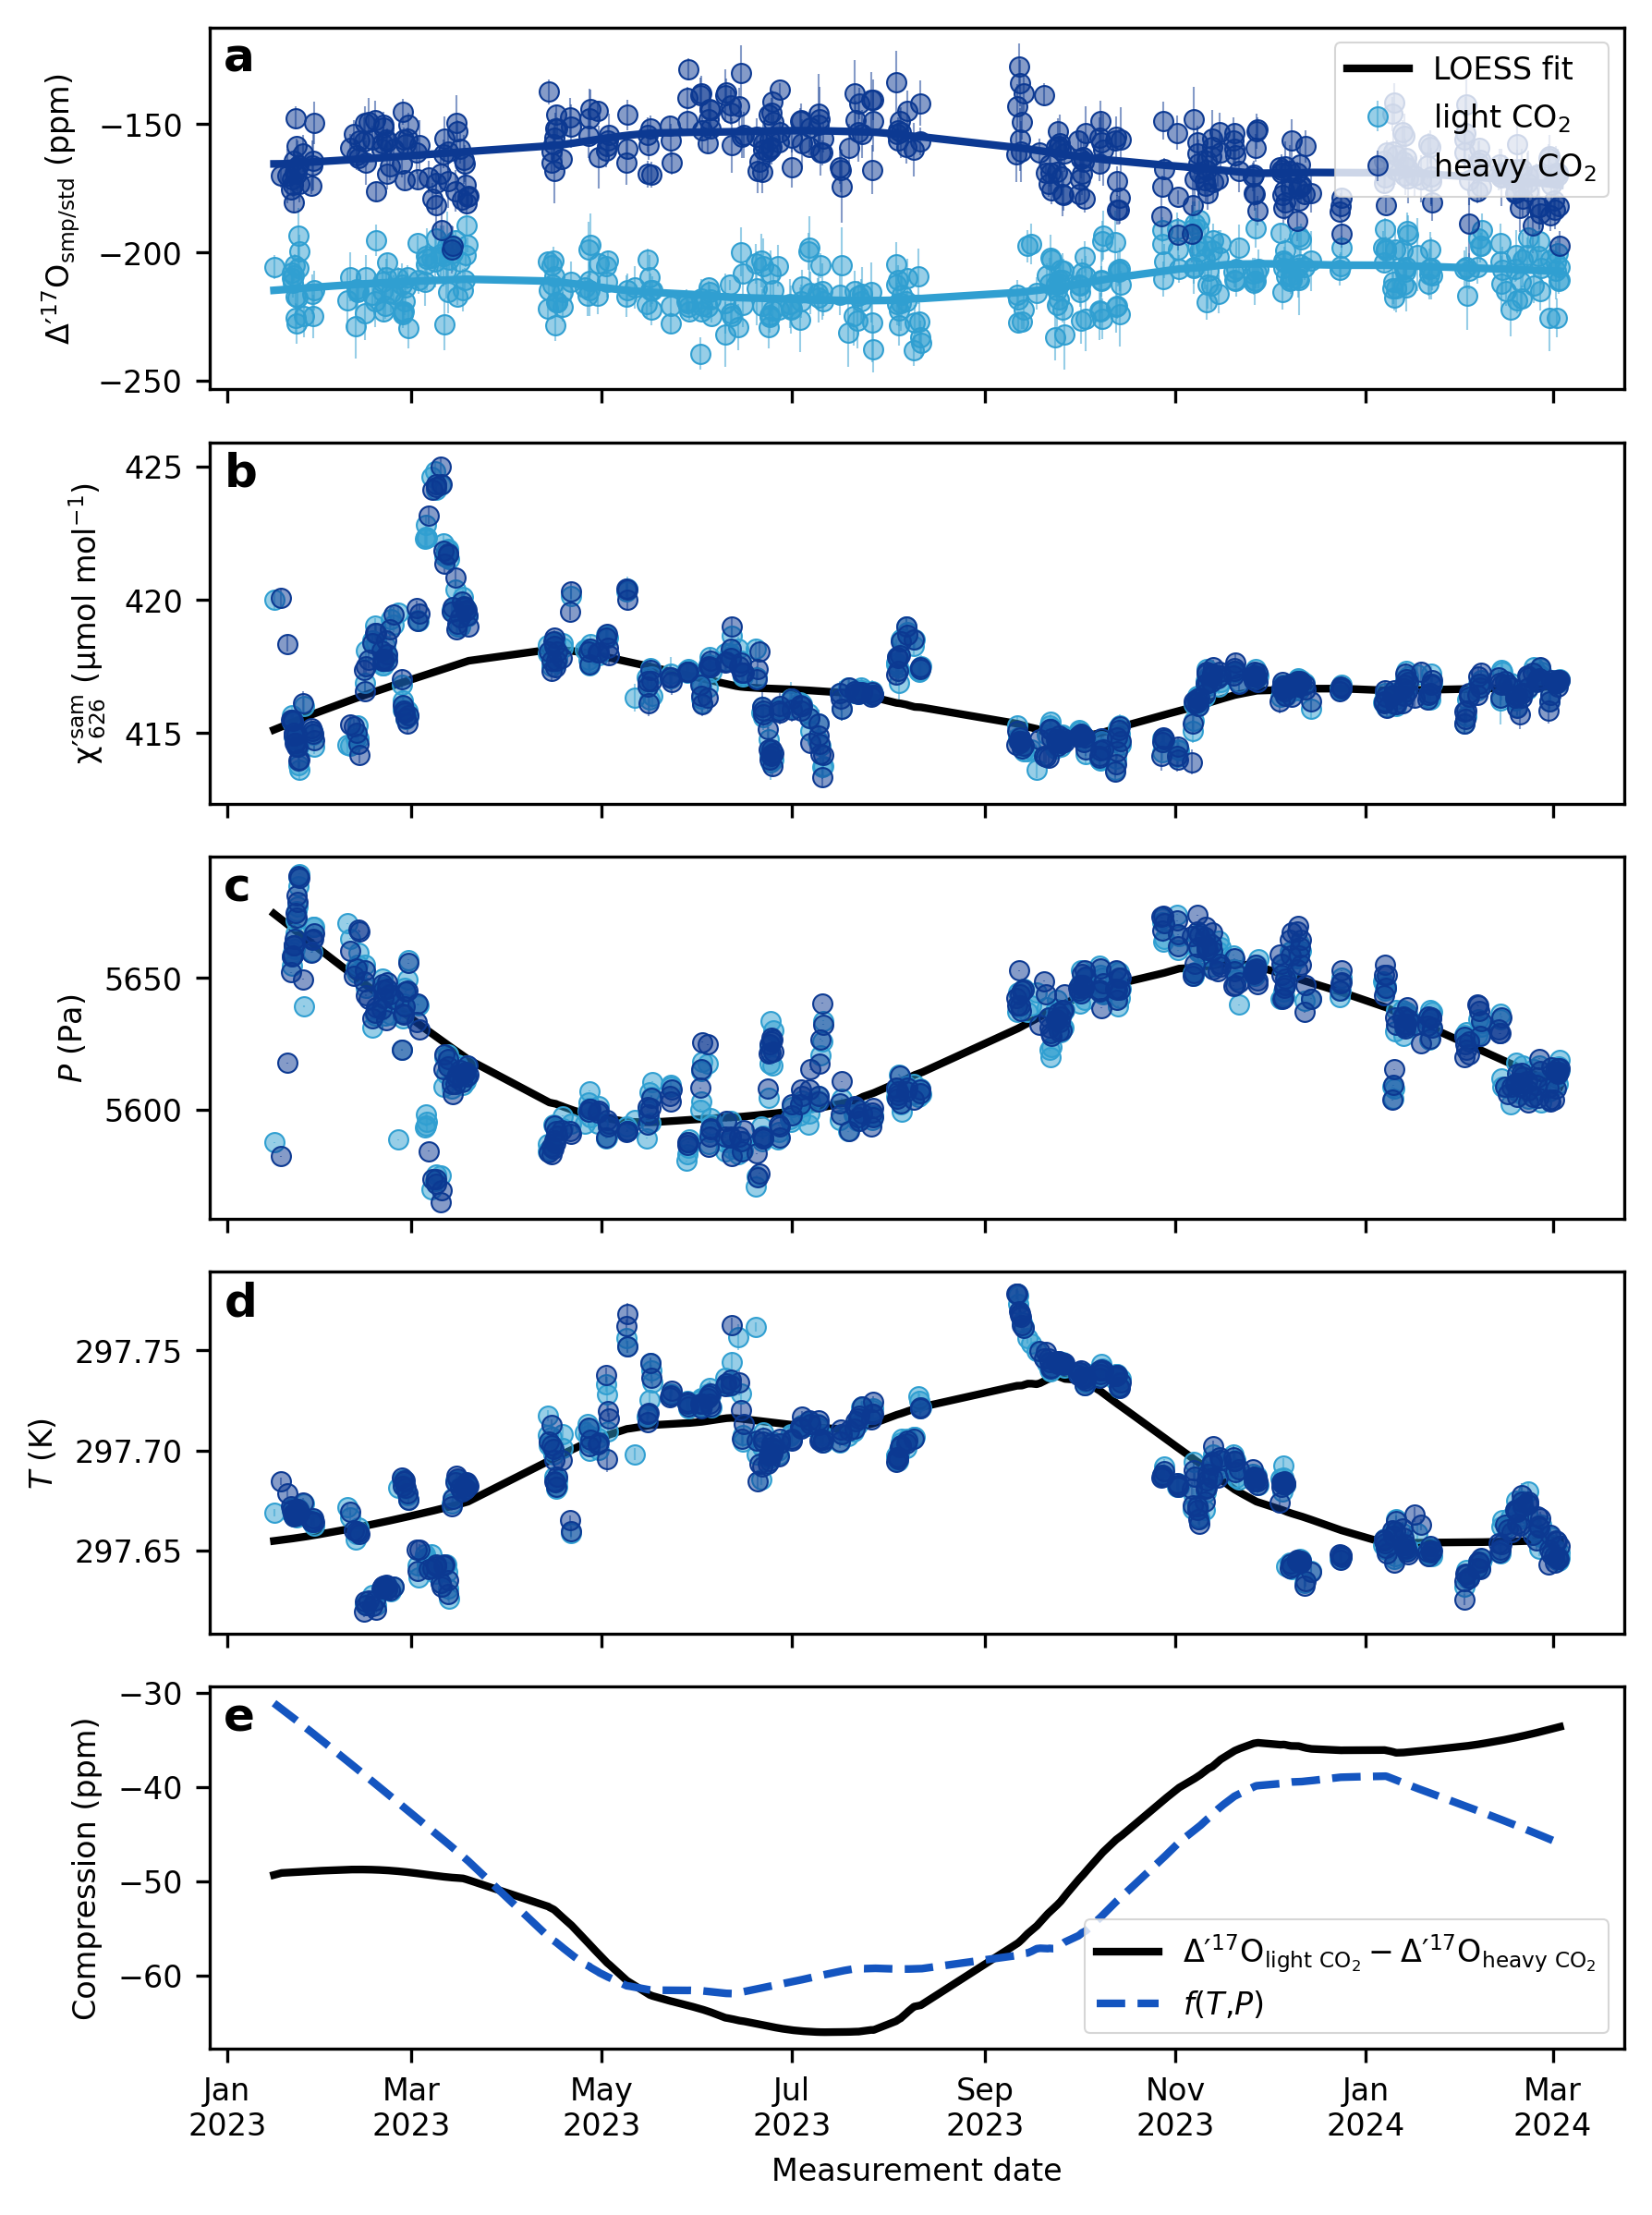 a
LOESS fit
light CO₂
heavy CO₂
Δ′¹⁷O_smp/std (ppm)
−150
−200
−250
b
χ′^sam_626 (µmol mol⁻¹)
425
420
415
c
P (Pa)
5650
5600
d
T (K)
297.75
297.70
297.65
e
Compression (ppm)
−30
−40
−50
−60
Δ′¹⁷O_light CO₂ − Δ′¹⁷O_heavy CO₂
f(T,P)
Jan Mar May Jul Sep Nov Jan Mar
2023 2023 2023 2023 2023 2023 2024 2024
Measurement date